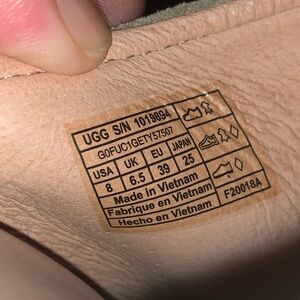 UGG S/N 1019894
G0FUC1GETY57507
USA UK EU JAPAN
8 6.5 39 25
Made in Vietnam
Fabrique en Vietnam
Hecho en Vietnam
F20018A